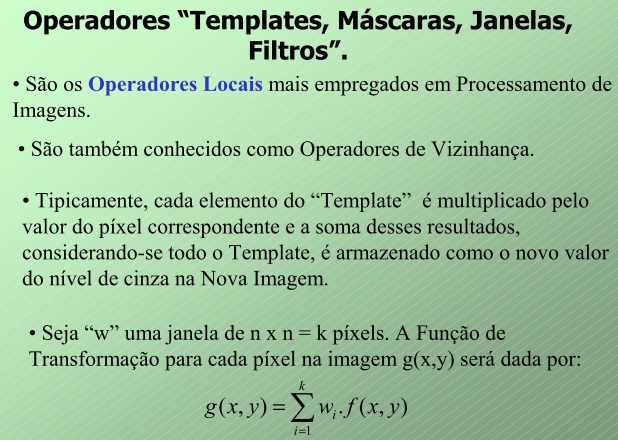 Operadores “Templates, Máscaras, Janelas,
Filtros”.
• São os Operadores Locais mais empregados em Processamento de
Imagens.
• São também conhecidos como Operadores de Vizinhança.
• Tipicamente, cada elemento do “Template” é multiplicado pelo
valor do píxel correspondente e a soma desses resultados,
considerando-se todo o Template, é armazenado como o novo valor
do nível de cinza na Nova Imagem.
• Seja “w” uma janela de n x n = k píxels. A Função de
Transformação para cada píxel na imagem g(x,y) será dada por:
g(x, y) = ∑_{i=1}^{k} w_i . f(x, y)